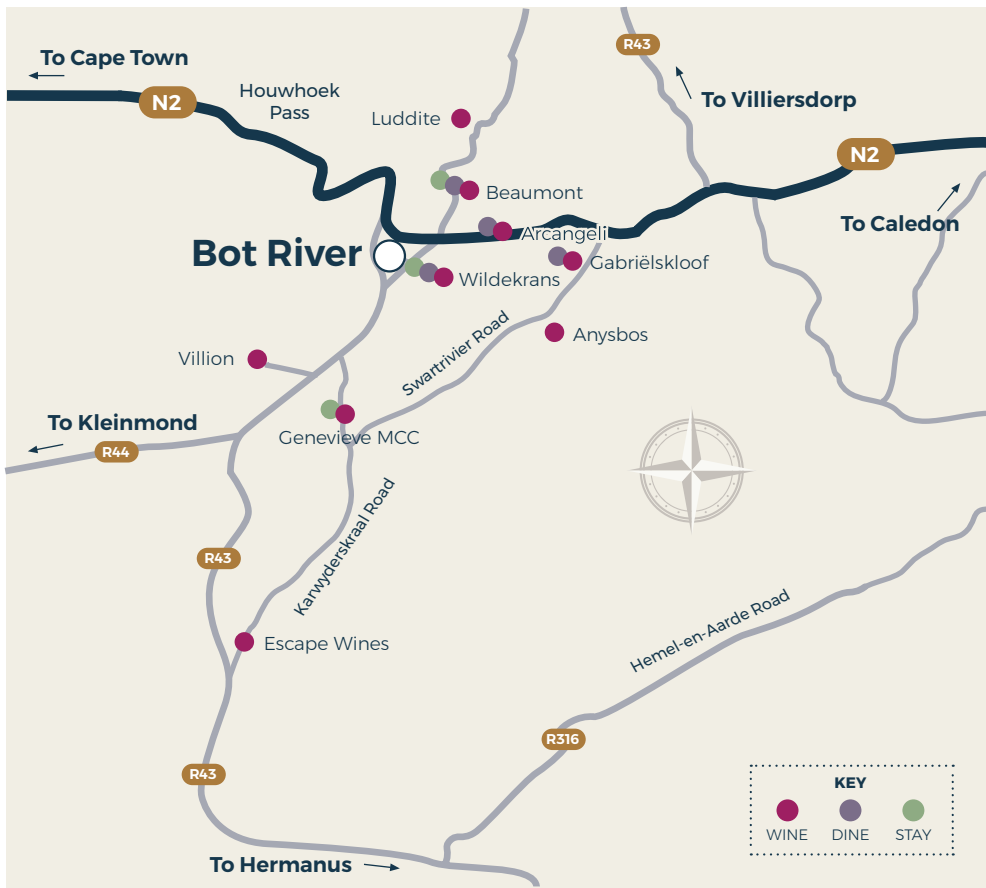 R43
To Cape Town
Houwhoek
Pass
N2
To Villiersdorp
Luddite
N2
Beaumont
To Caledon
Arcangeli
Bot River
Gabriëlskloof
Wildekrans
Anysbos
Swartrivier Road
Villion
To Kleinmond
Genevieve MCC
R44
Karwyderskraal Road
R43
Hemel-en-Aarde Road
Escape Wines
R316
R43
KEY
WINE DINE STAY
To Hermanus